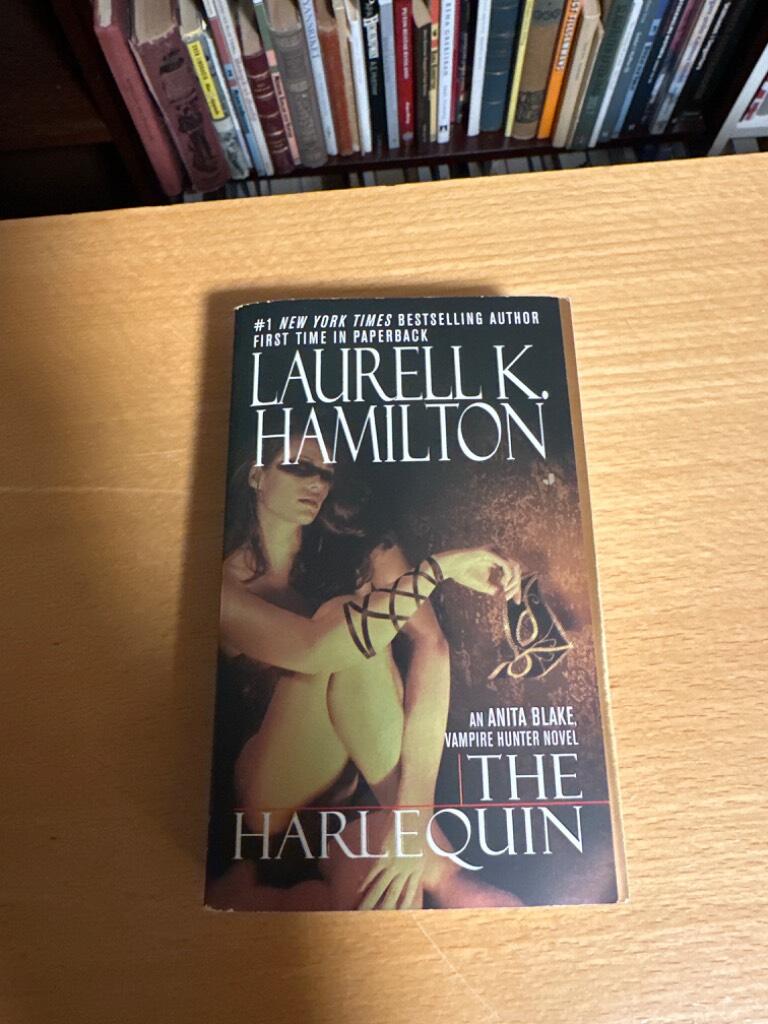 #1 NEW YORK TIMES BESTSELLING AUTHOR
FIRST TIME IN PAPERBACK
LAURELL K.
HAMILTON
AN ANITA BLAKE,
VAMPIRE HUNTER NOVEL
THE
HARLEQUIN